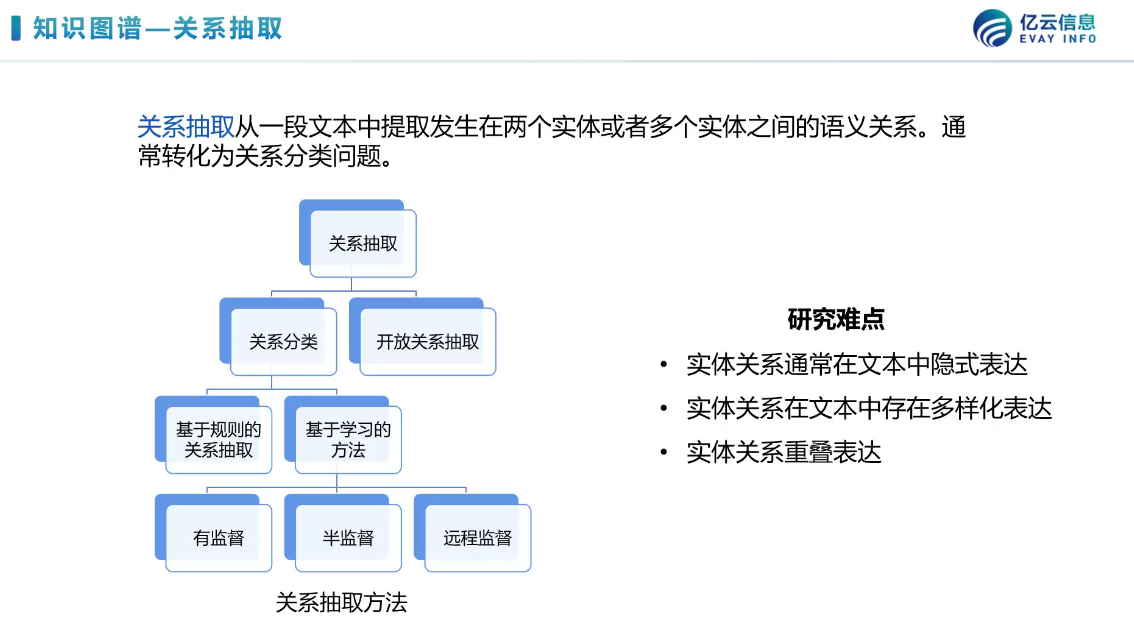 知识图谱—关系抽取
亿云信息
EVAY INFO
关系抽取从一段文本中提取发生在两个实体或者多个实体之间的语义关系。通
常转化为关系分类问题。
关系抽取
关系分类
开放关系抽取
基于规则的
关系抽取
基于学习的
方法
有监督
半监督
远程监督
关系抽取方法
研究难点
• 实体关系通常在文本中隐式表达
• 实体关系在文本中存在多样化表达
• 实体关系重叠表达